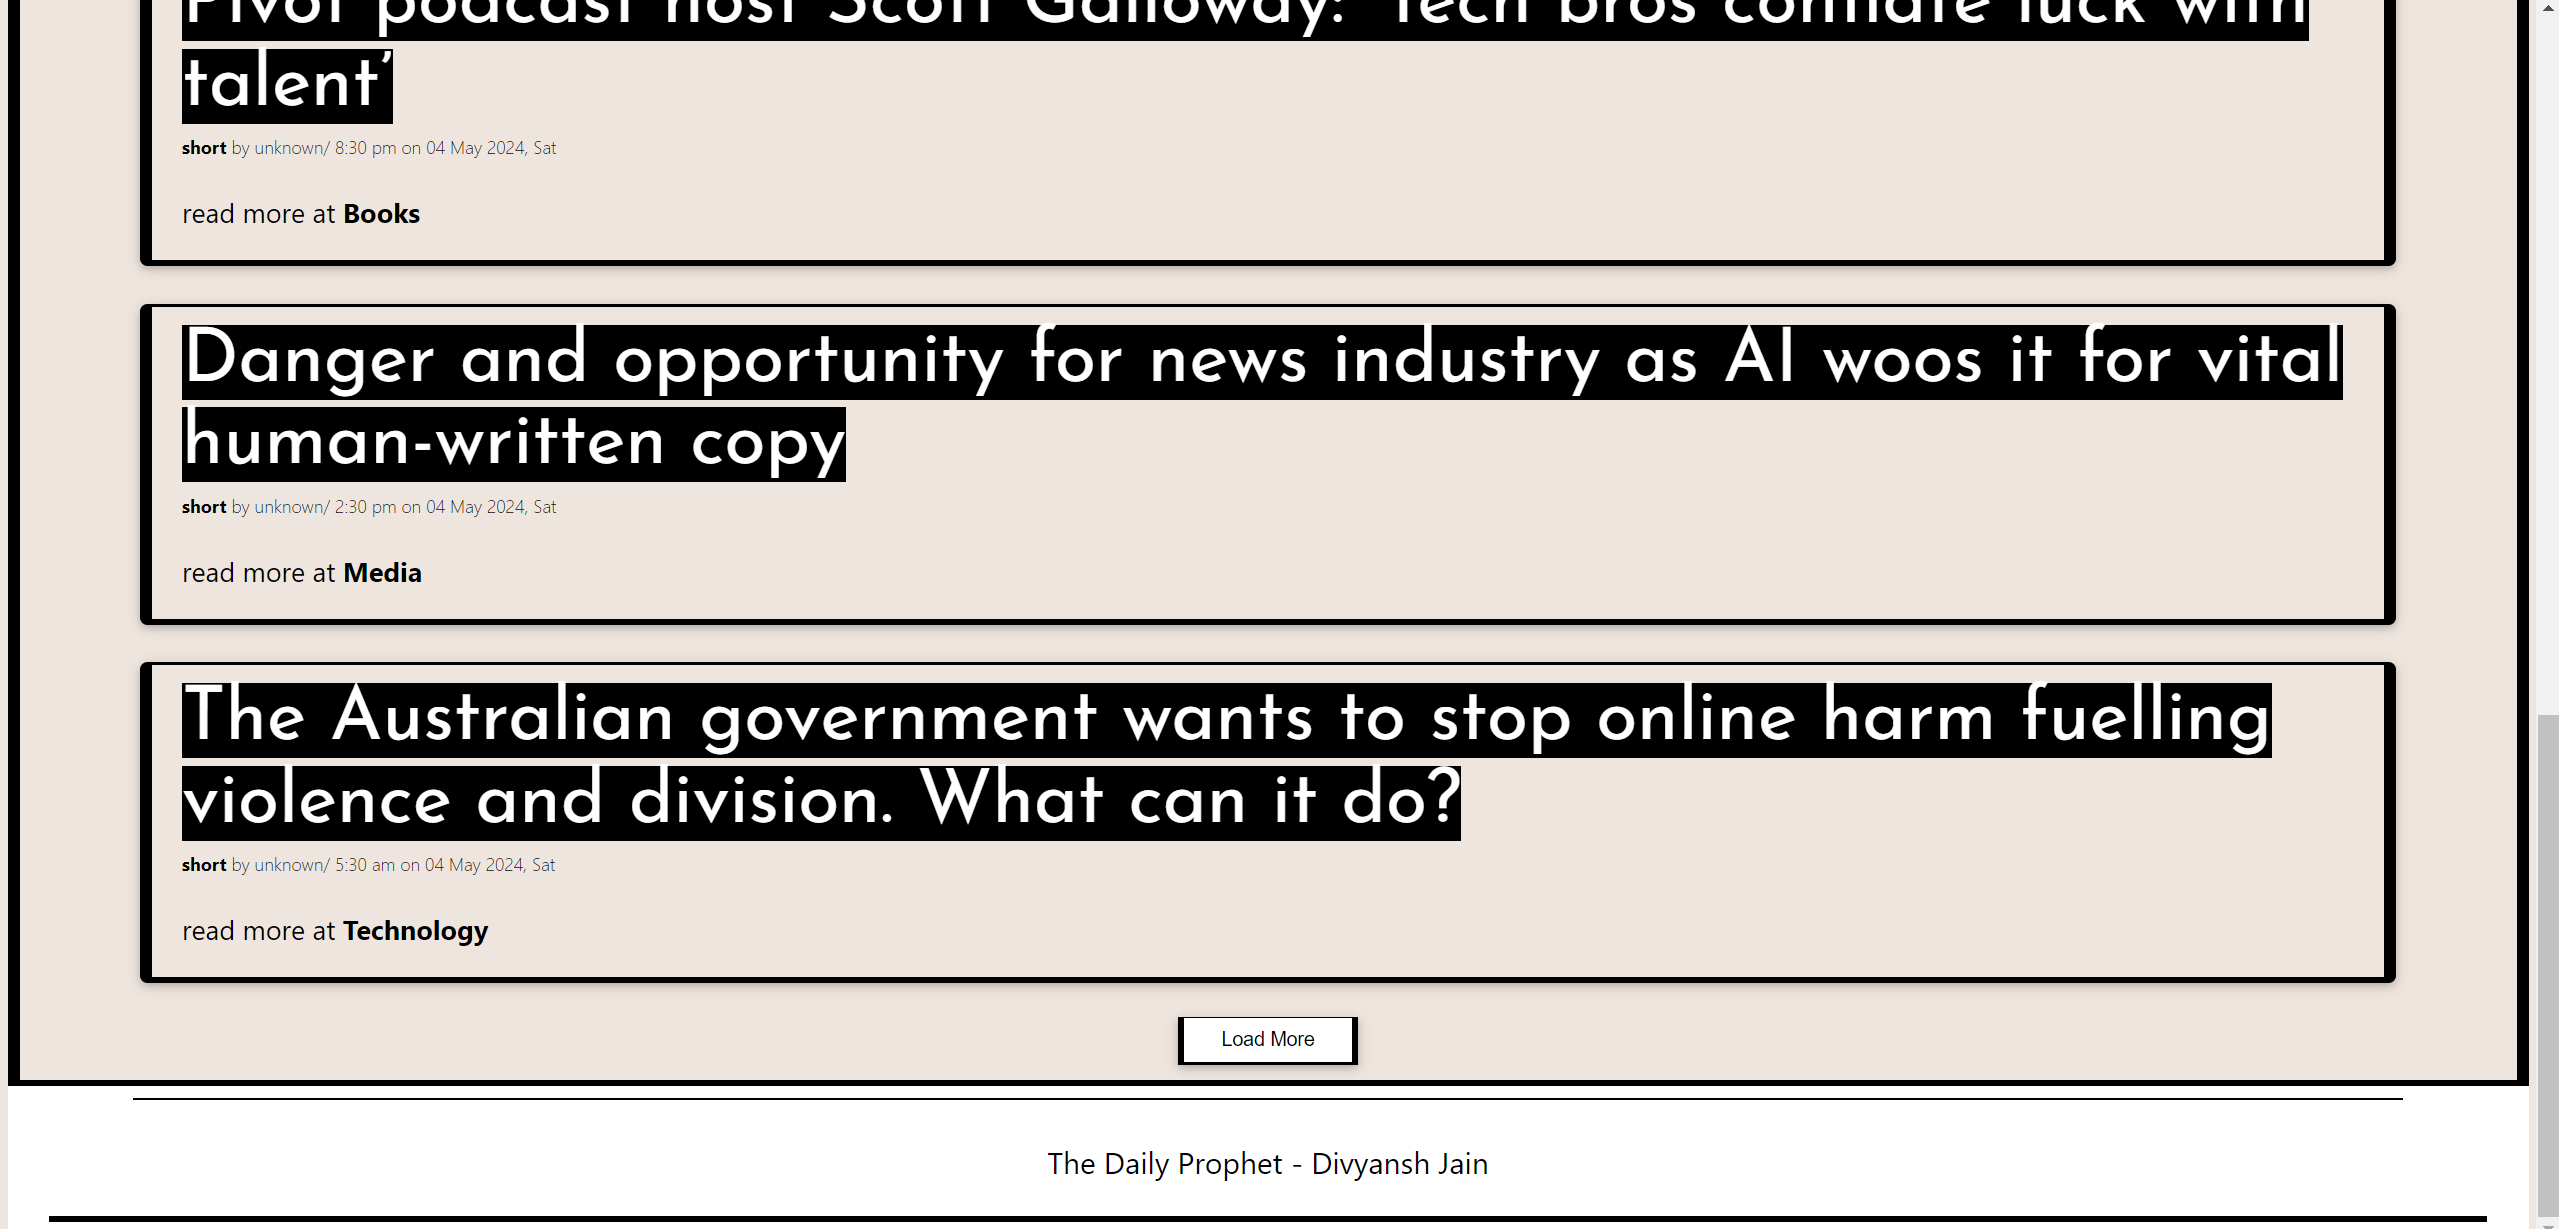 Pivot podcast host Scott Galloway: ‘Tech bros conflate luck with
talent’
short by unknown/ 8:30 pm on 04 May 2024, Sat
read more at Books
Danger and opportunity for news industry as AI woos it for vital
human-written copy
short by unknown/ 2:30 pm on 04 May 2024, Sat
read more at Media
The Australian government wants to stop online harm fuelling
violence and division. What can it do?
short by unknown/ 5:30 am on 04 May 2024, Sat
read more at Technology
Load More
The Daily Prophet - Divyansh Jain